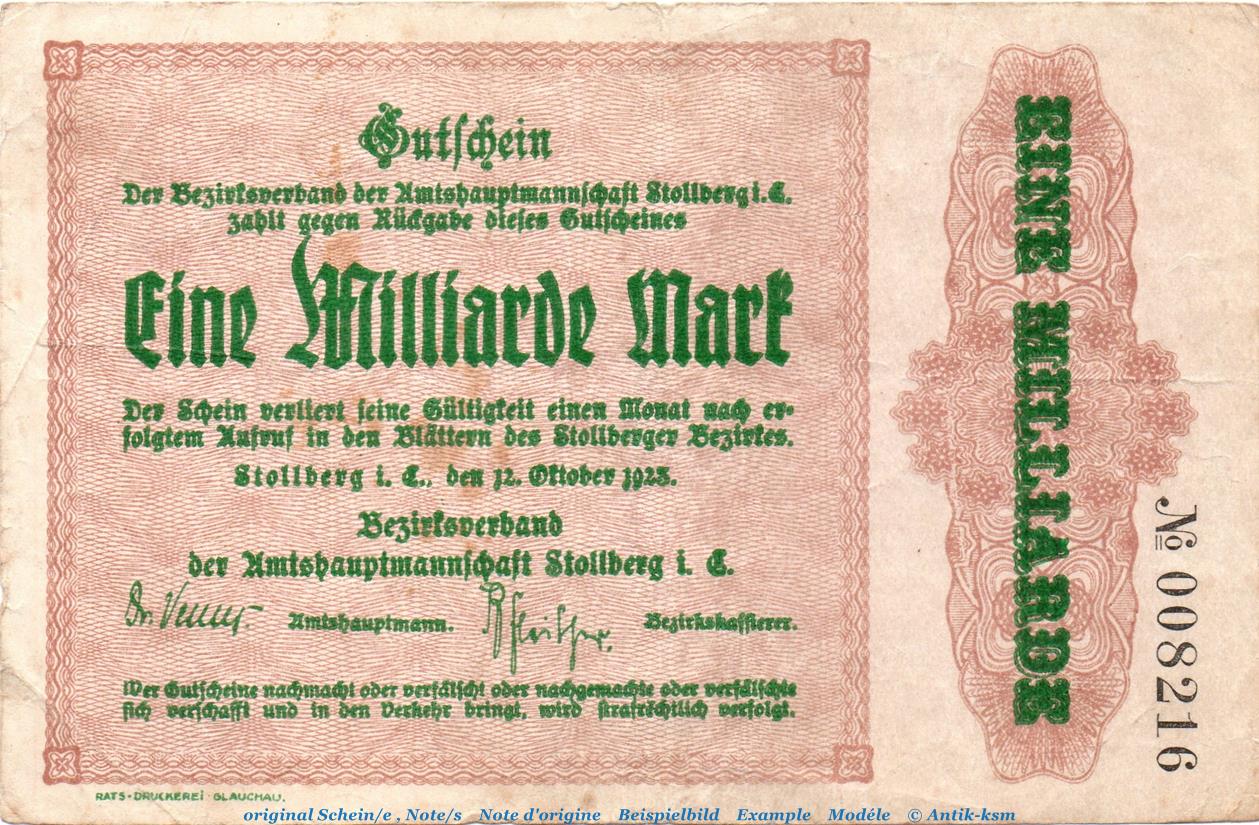 Gutschein
Der Bezirksverband der Amtshauptmannschaft Stollberg i. E.
zahlt gegen Rückgabe dieses Gutscheines
Eine Milliarde Mark
Der Schein verliert seine Gültigkeit einen Monat nach er-
folgtem Aufruf in den Blättern des Stollberger Bezirkes.
Stollberg i. E., den 12. Oktober 1923.
Bezirksverband
der Amtshauptmannschaft Stollberg i. E.
Dr. Amtshauptmann. Bezirkskassierer.
Wer Gutscheine nachmacht oder verfälscht oder nachgemachte oder verfälschte
sich verschafft und in den Verkehr bringt, wird strafrechtlich verfolgt.
RATS-DRUCKEREI GLAUCHAU.
EINE MILLIARDE
№ 008216
original Schein/e , Note/s Note d'origine Beispielbild Example Modéle © Antik-ksm